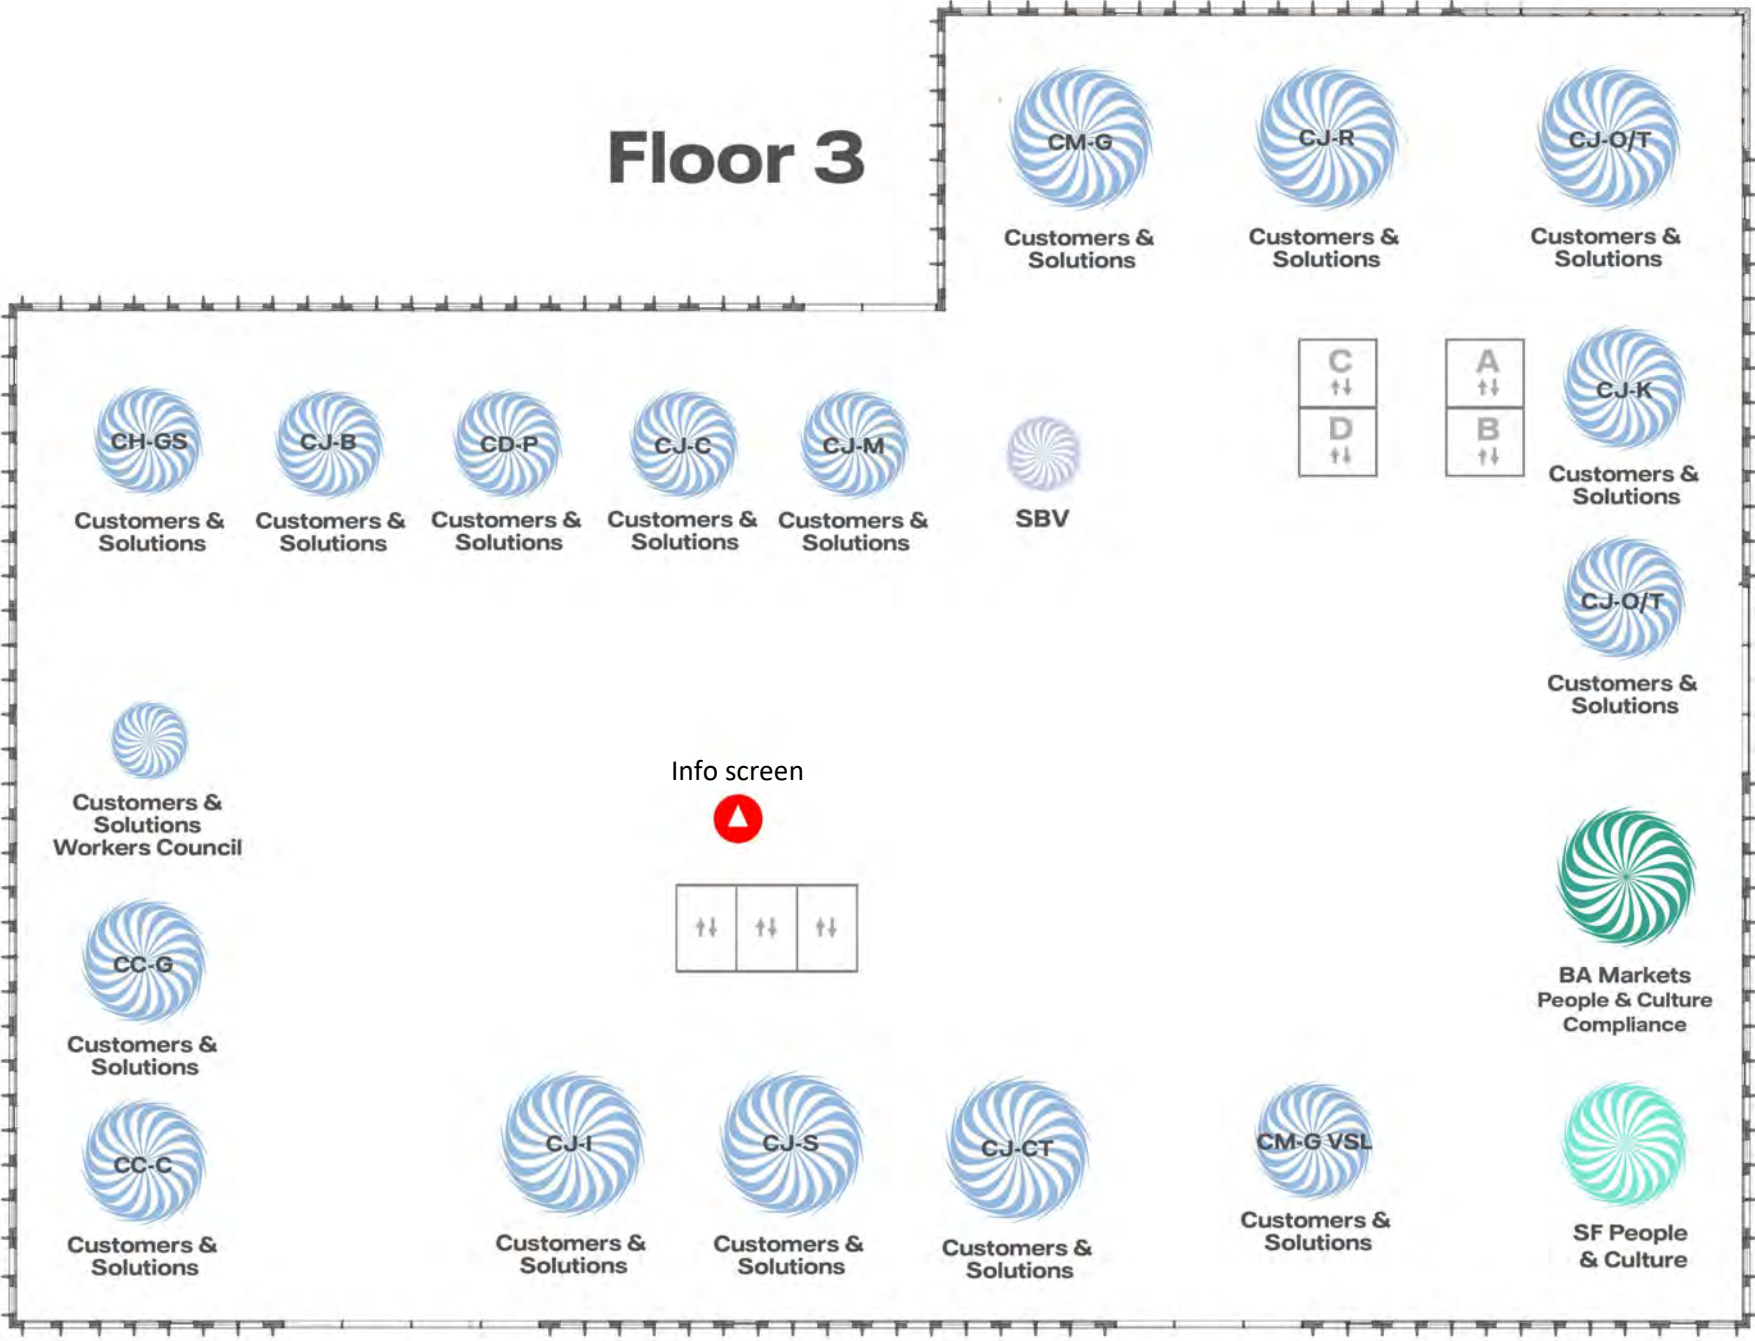 Floor 3
CM-G
Customers &
Solutions
CJ-R
Customers &
Solutions
CJ-O/T
Customers &
Solutions
C
D
A
B
CJ-K
Customers &
Solutions
CH-GS
Customers &
Solutions
CJ-B
Customers &
Solutions
CD-P
Customers &
Solutions
CJ-C
Customers &
Solutions
CJ-M
Customers &
Solutions
SBV
CJ-O/T
Customers &
Solutions
Customers &
Solutions
Workers Council
Info screen
BA Markets
People & Culture
Compliance
CC-G
Customers &
Solutions
CC-C
Customers &
Solutions
CJ-I
Customers &
Solutions
CJ-S
Customers &
Solutions
CJ-CT
Customers &
Solutions
CM-G VSL
Customers &
Solutions
SF People
& Culture